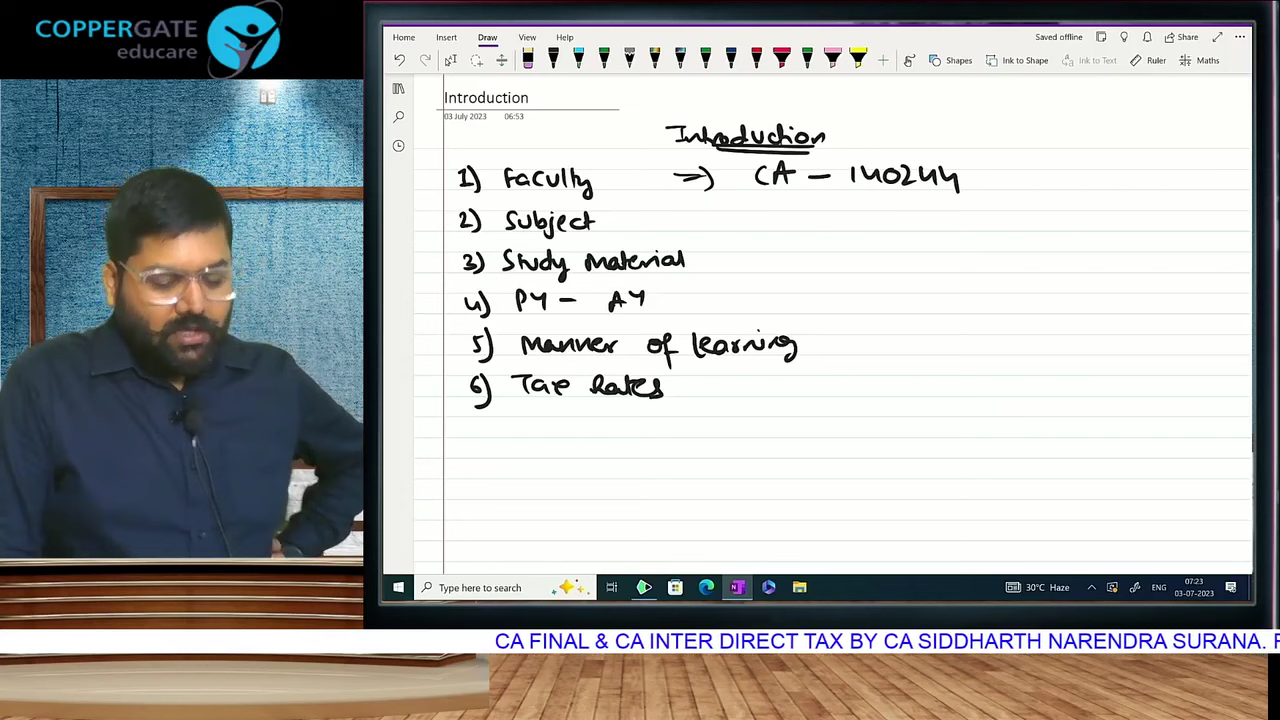 COPPERGATE
educare
Home Insert Draw View Help
Saved offline
Share
Shapes
Ink to Shape
Ink to Text
Ruler
Maths
Introduction
03 July 2023 06:53
Introduction
1) Faculty => CA - 140244
2) Subject
3) Study Material
4) PY - AY
5) Manner of learning
6) Tax Rates
Type here to search
30°C Haze
ENG
07:23
03-07-2023
CA FINAL & CA INTER DIRECT TAX BY CA SIDDHARTH NARENDRA SURANA.